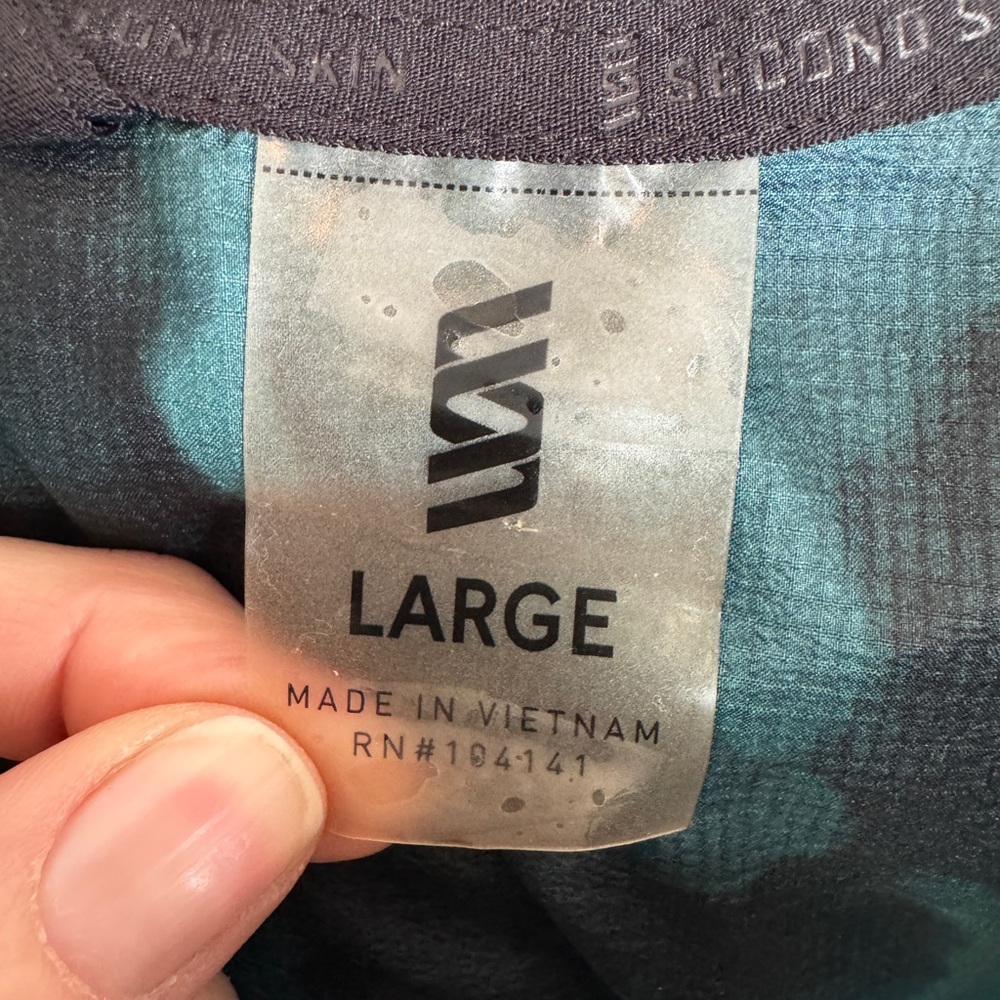 SKIN SECOND S
LARGE
MADE IN VIETNAM
RN#104141